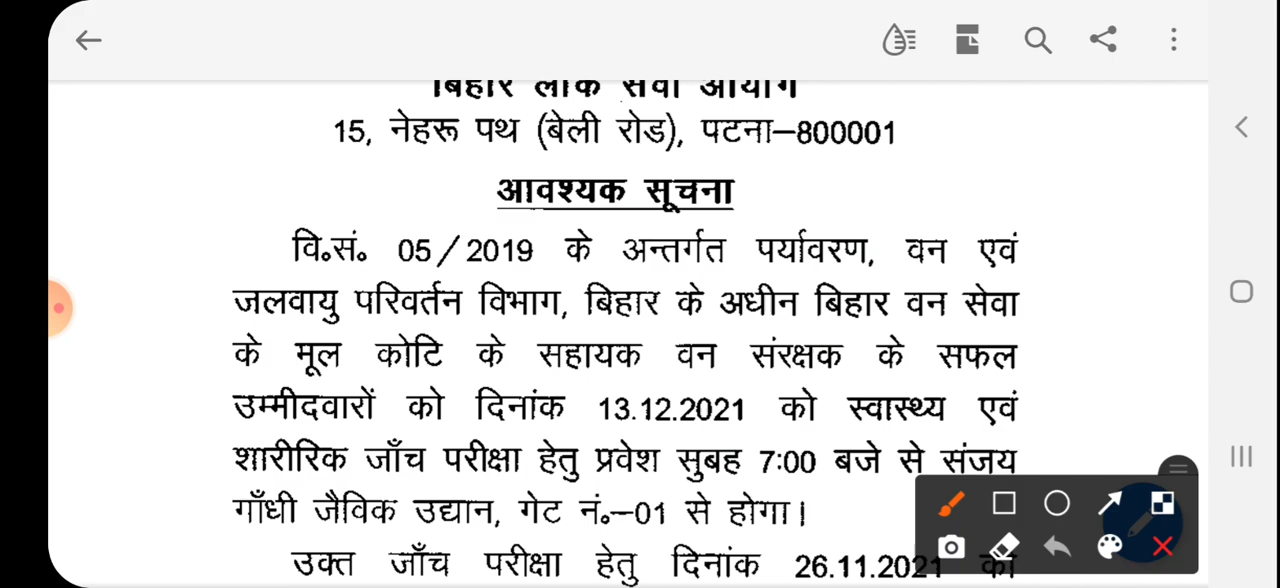 बिहार लोक सेवा आयोग
15, नेहरू पथ (बेली रोड), पटना–800001
आवश्यक सूचना
वि॰सं॰ 05/2019 के अन्तर्गत पर्यावरण, वन एवं
जलवायु परिवर्तन विभाग, बिहार के अधीन बिहार वन सेवा
के मूल कोटि के सहायक वन संरक्षक के सफल
उम्मीदवारों को दिनांक 13.12.2021 को स्वास्थ्य एवं
शारीरिक जाँच परीक्षा हेतु प्रवेश सुबह 7:00 बजे से संजय
गाँधी जैविक उद्यान, गेट नं॰–01 से होगा।
उक्त जाँच परीक्षा हेतु दिनांक 26.11.2021 को